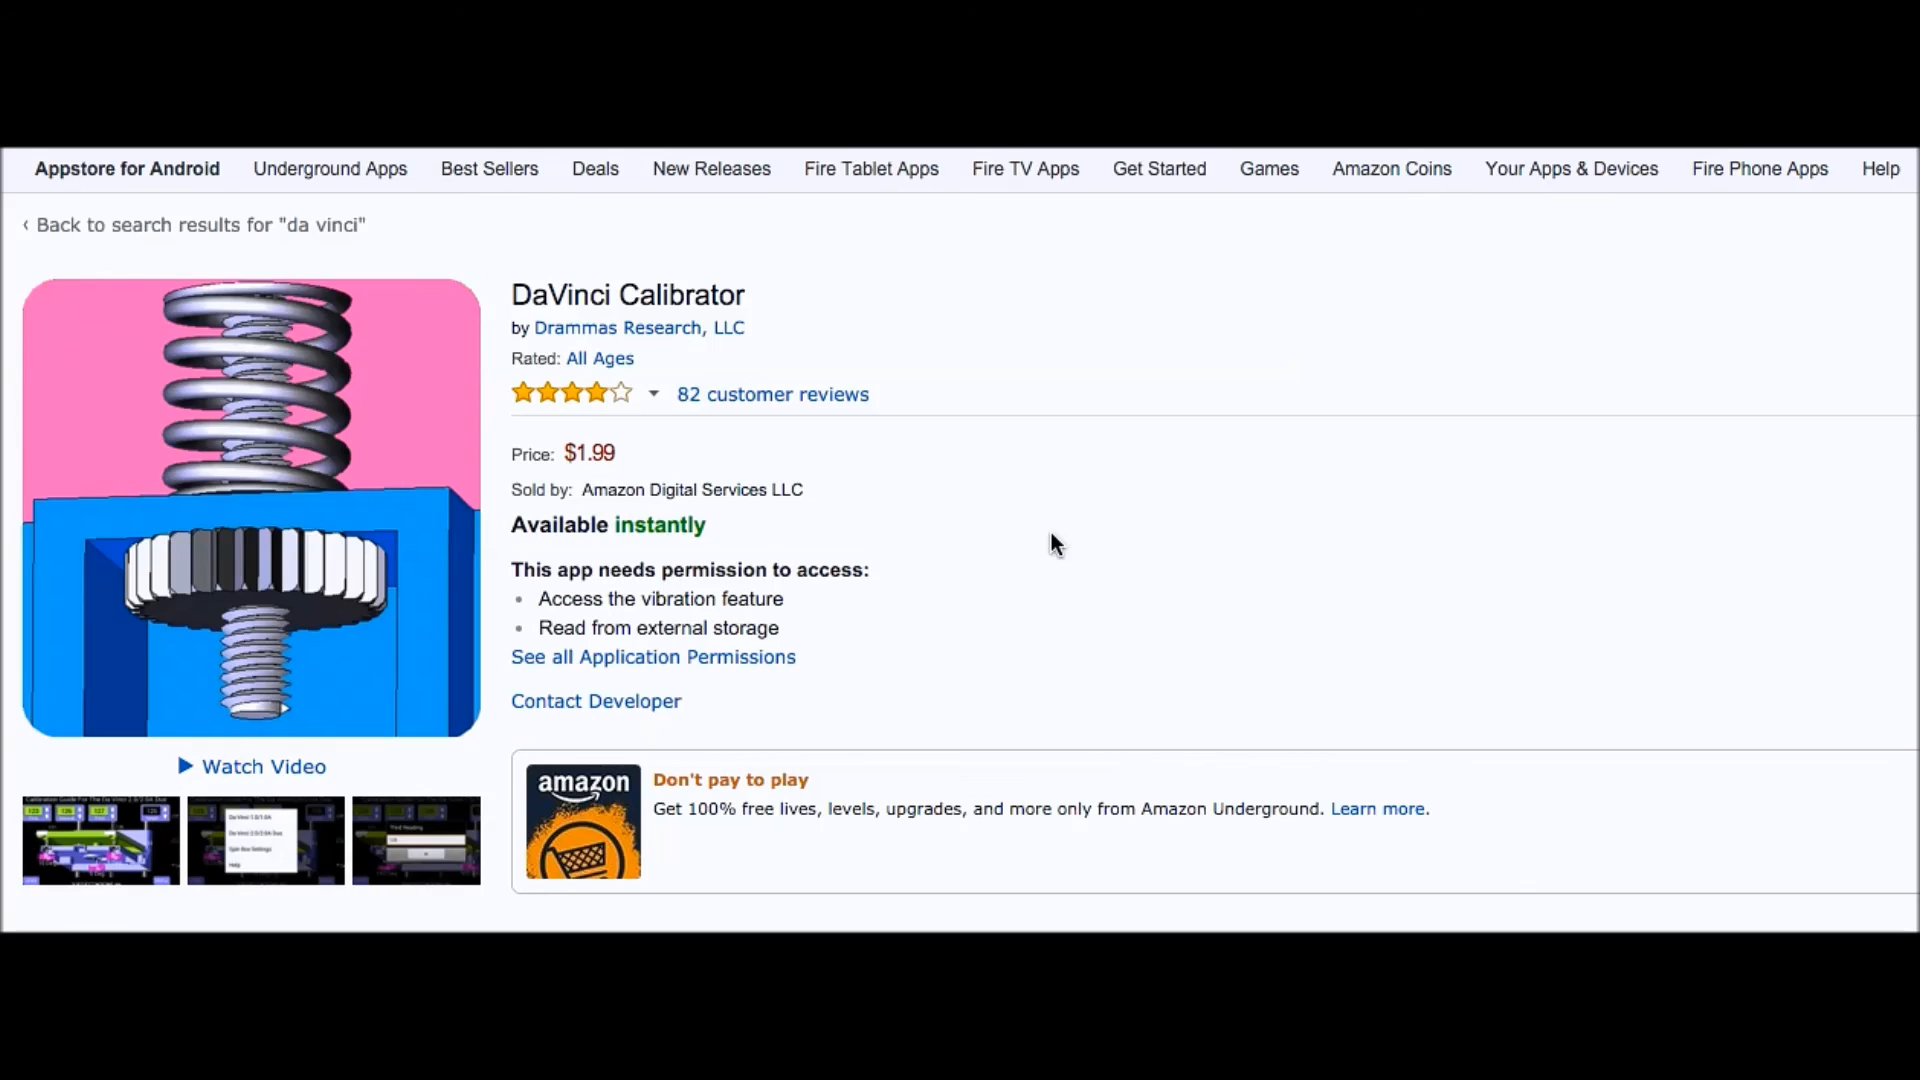 Appstore for Android Underground Apps Best Sellers Deals New Releases Fire Tablet Apps Fire TV Apps Get Started Games Amazon Coins Your Apps & Devices Fire Phone Apps Help
‹ Back to search results for "da vinci"
DaVinci Calibrator
by Drammas Research, LLC
Rated: All Ages
82 customer reviews
Price: $1.99
Sold by: Amazon Digital Services LLC
Available instantly
This app needs permission to access:
• Access the vibration feature
• Read from external storage
See all Application Permissions
Contact Developer
Watch Video
amazon
Don't pay to play
Get 100% free lives, levels, upgrades, and more only from Amazon Underground. Learn more.
Spin Box Settings
Help